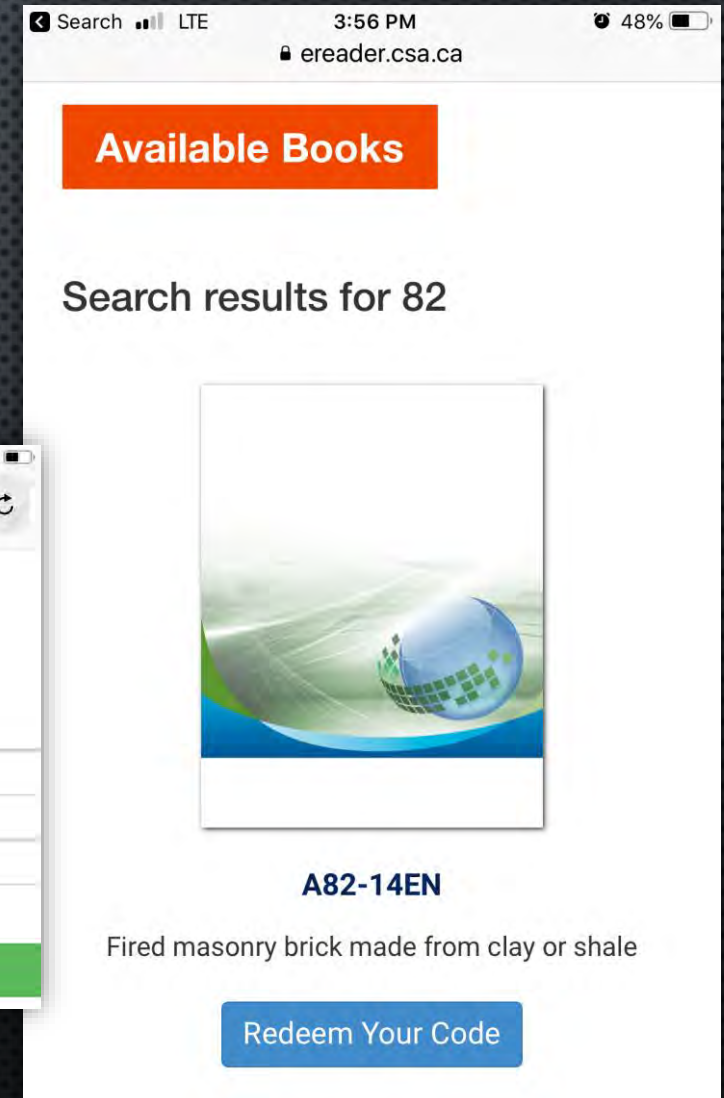 Search LTE 3:56 PM 48%
ereader.csa.ca
Available Books
Search results for 82
A82-14EN
Fired masonry brick made from clay or shale
Redeem Your Code